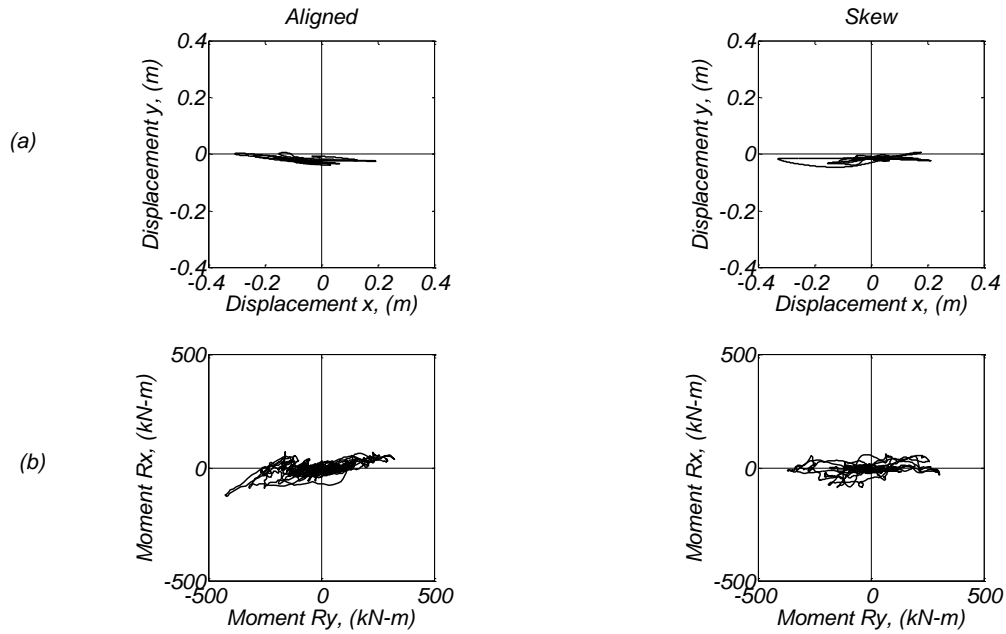 Aligned
Skew
(a)
Displacement y, (m)
0.4
0.2
0
-0.2
-0.4
-0.4 -0.2 0 0.2 0.4
Displacement x, (m)
Displacement y, (m)
0.4
0.2
0
-0.2
-0.4
-0.4 -0.2 0 0.2 0.4
Displacement x, (m)
(b)
Moment Rx, (kN-m)
500
0
-500
-500 0 500
Moment Ry, (kN-m)
Moment Rx, (kN-m)
500
0
-500
-500 0 500
Moment Ry, (kN-m)